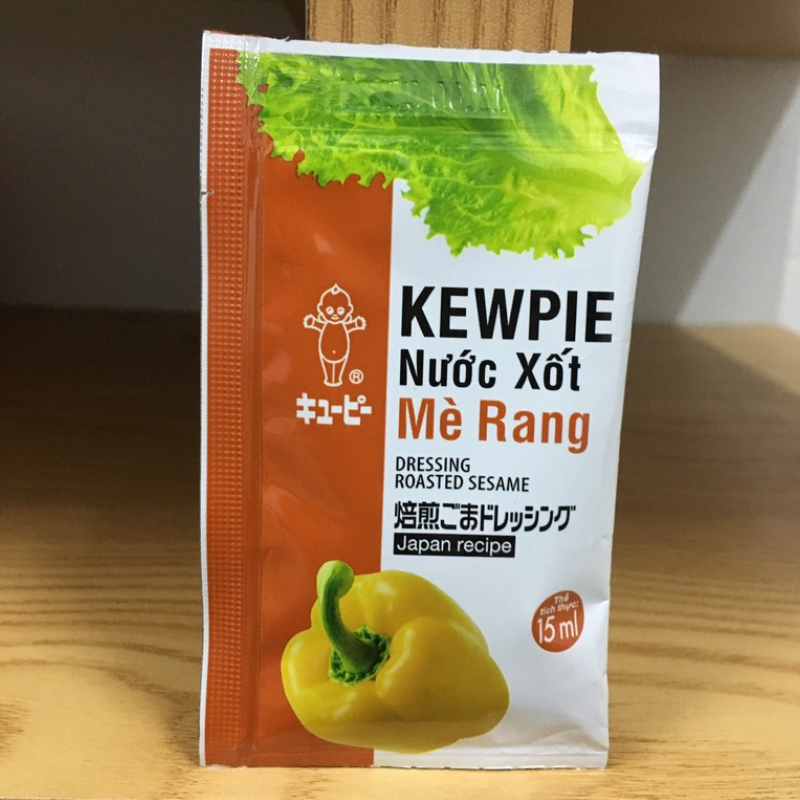 KEWPIE
Nước Xốt
Mè Rang
DRESSING
ROASTED SESAME
焙煎ごまドレッシング
Japan recipe
®
キューピー
Thể
tích thực:
15 ml